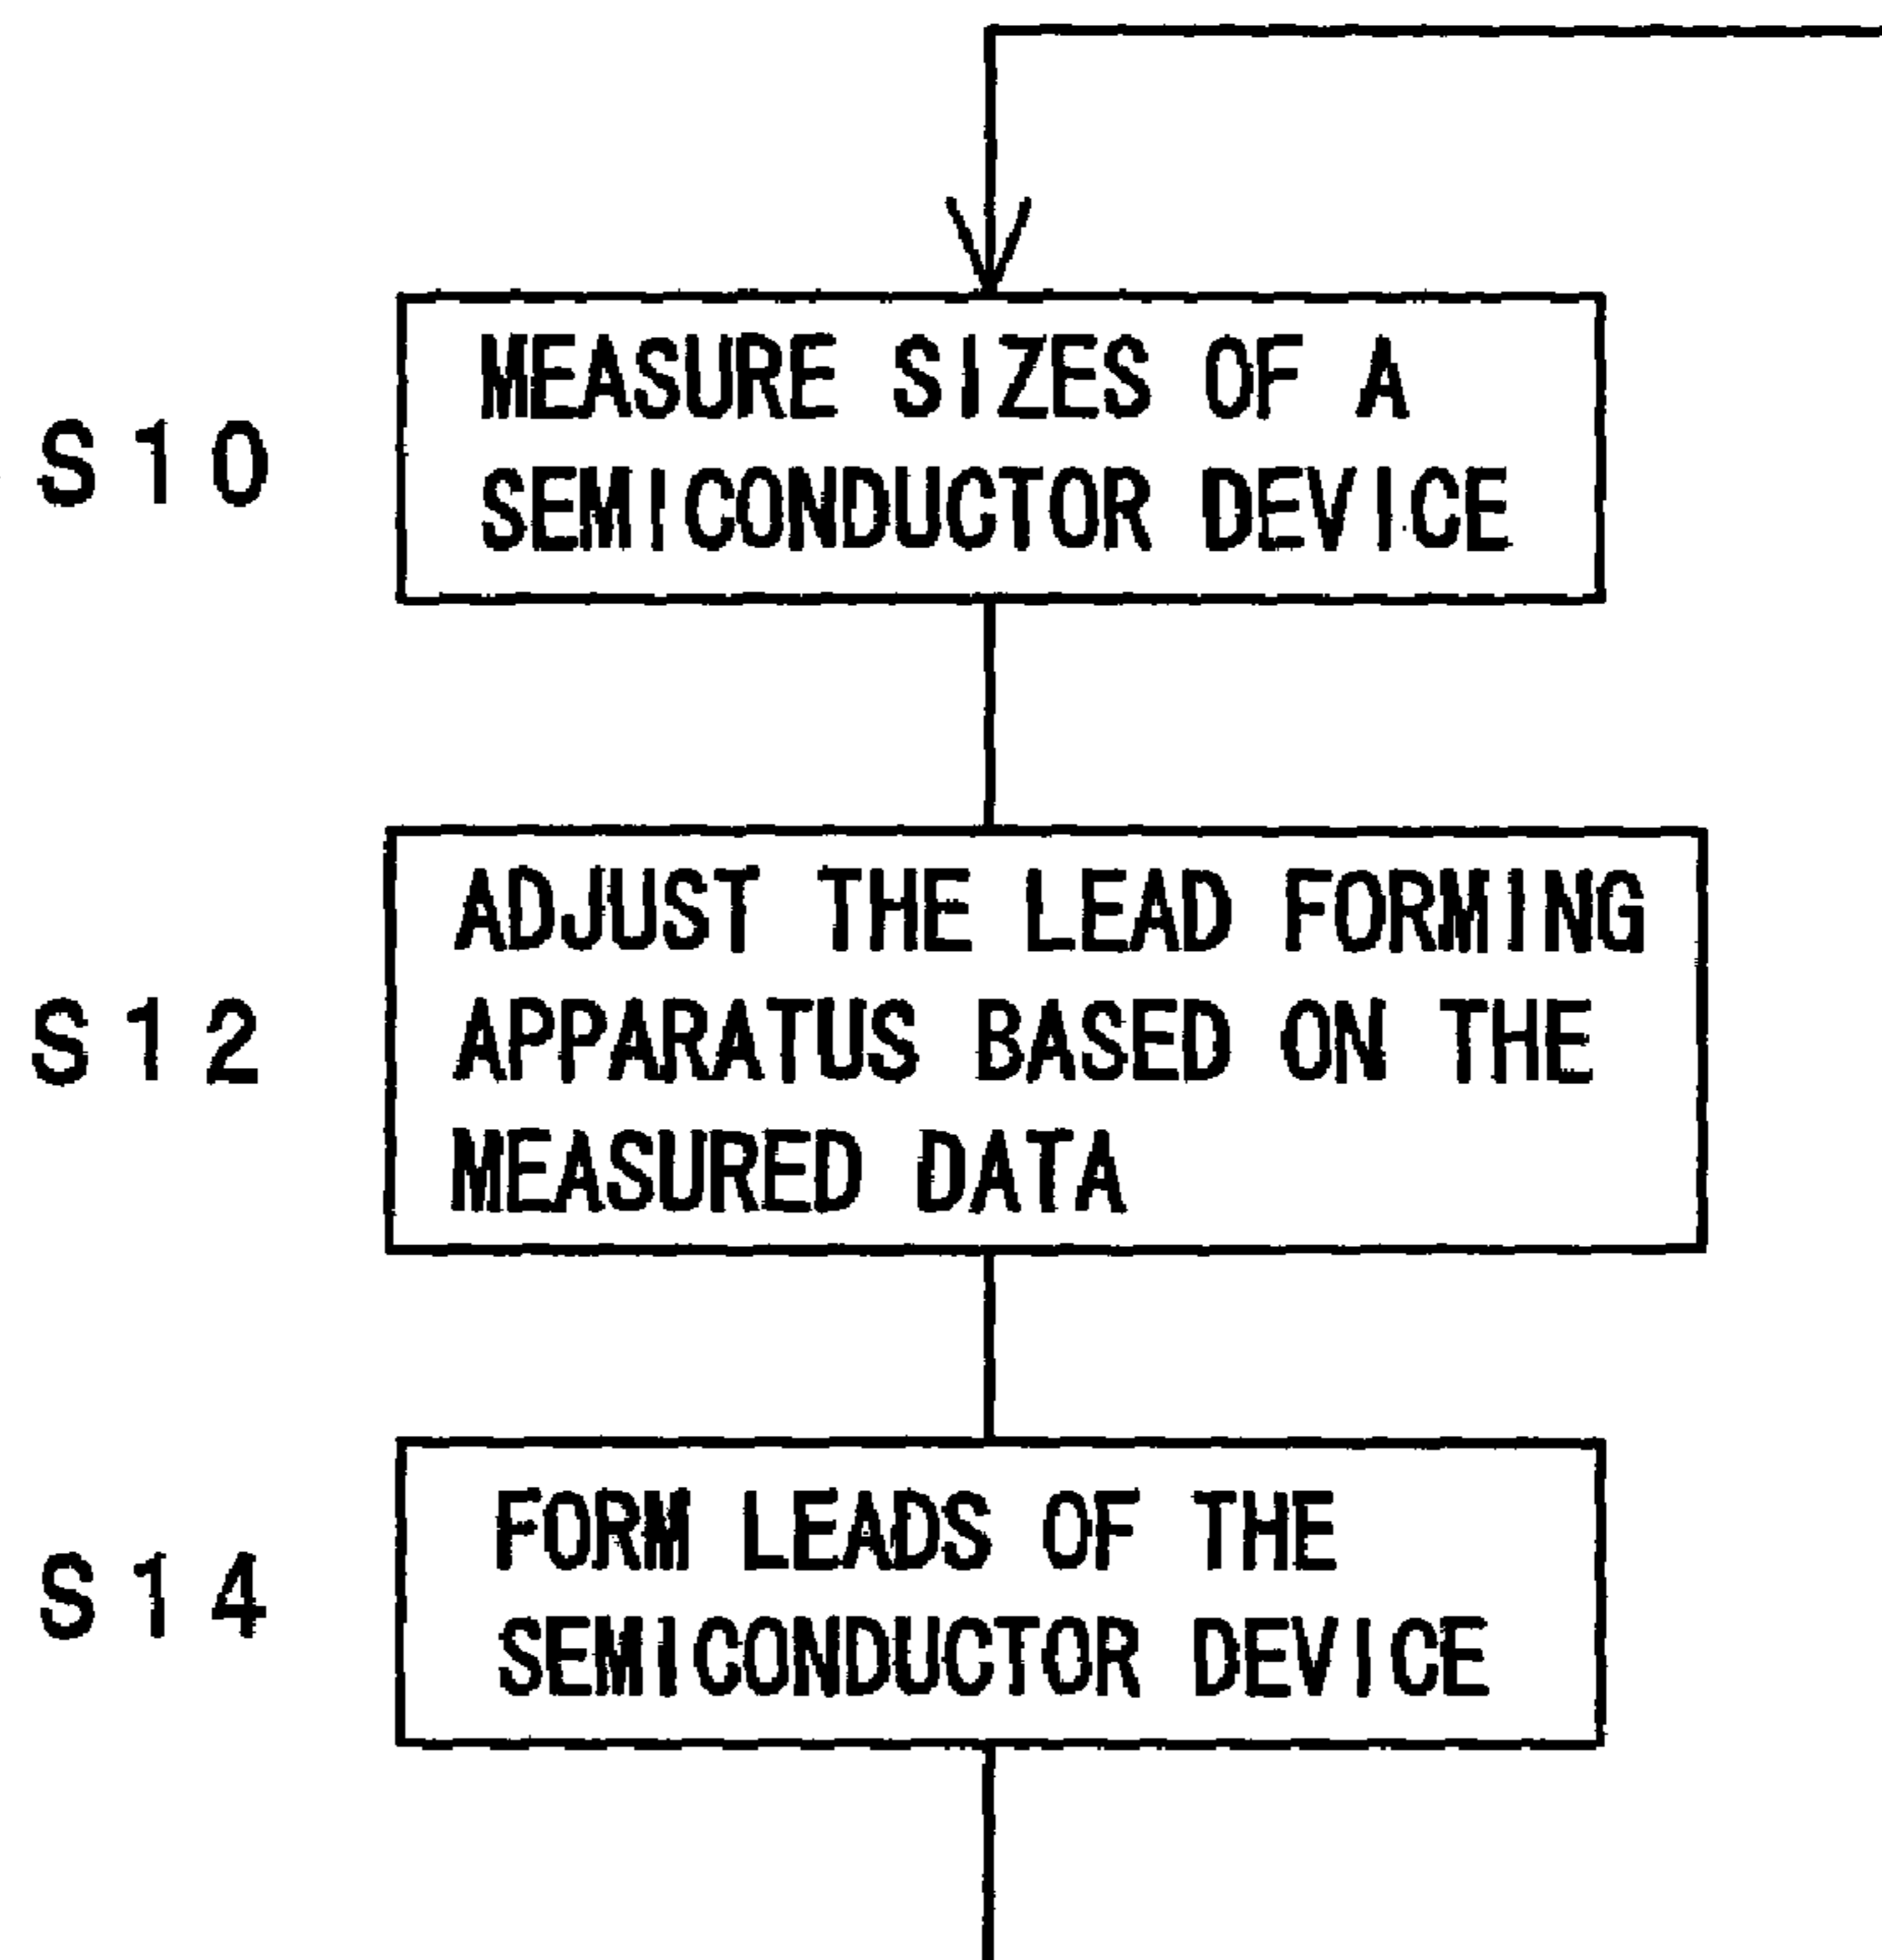 MEASURE SIZES OF A
S10
SEMICONDUCTOR DEVICE
ADJUST THE LEAD FORMING
S12
APPARATUS BASED ON THE
MEASURED DATA
FORM LEADS OF THE
S14
SEMICONDUCTOR DEVICE